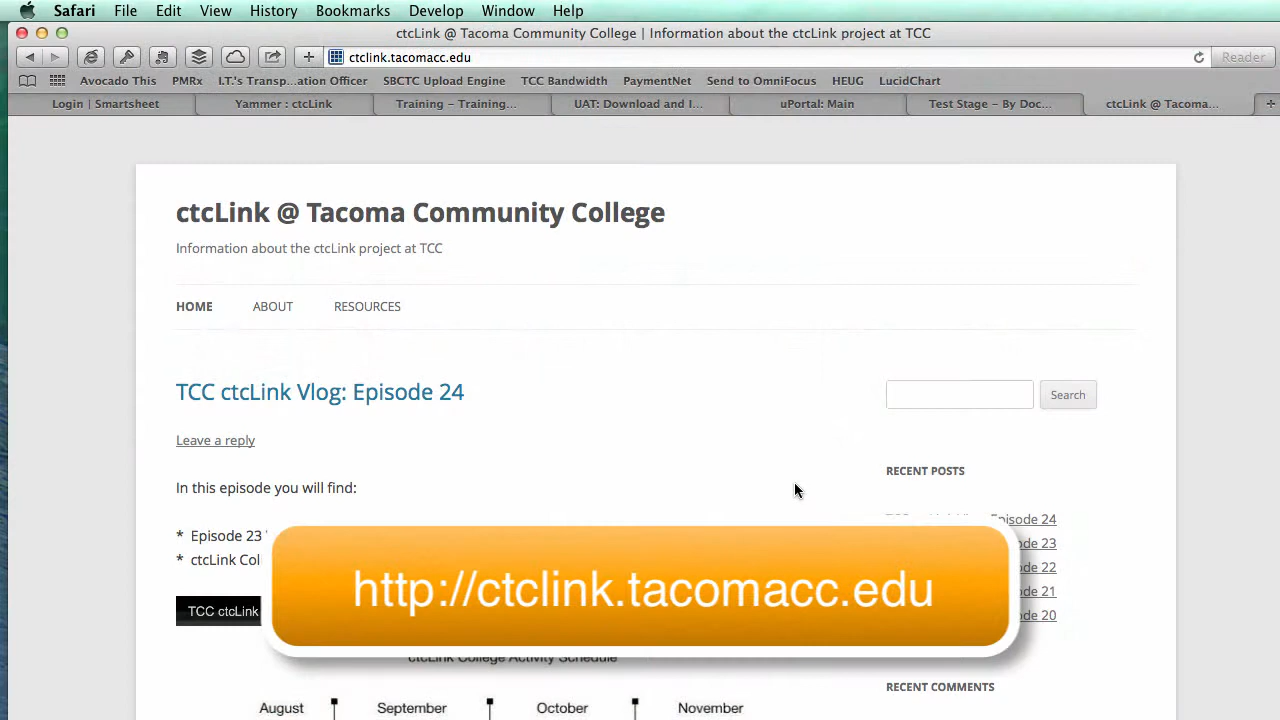 Safari File Edit View History Bookmarks Develop Window Help
ctcLink @ Tacoma Community College | Information about the ctcLink project at TCC
ctclink.tacomacc.edu Reader
Avocado This PMRx I.T.'s Transp...ation Officer SBCTC Upload Engine TCC Bandwidth PaymentNet Send to OmniFocus HEUG LucidChart
Login | Smartsheet Yammer : ctcLink Training – Training... UAT: Download and I... uPortal: Main Test Stage – By Doc... ctcLink @ Tacoma...
ctcLink @ Tacoma Community College
Information about the ctcLink project at TCC
HOME ABOUT RESOURCES
TCC ctcLink Vlog: Episode 24
Search
Leave a reply
RECENT POSTS
In this episode you will find:
Episode 24
* Episode 23
ode 23
* ctcLink Col
ode 22
http://ctclink.tacomacc.edu
ode 21
TCC ctcLink
ode 20
ctcLink College Activity Schedule
RECENT COMMENTS
August September October November